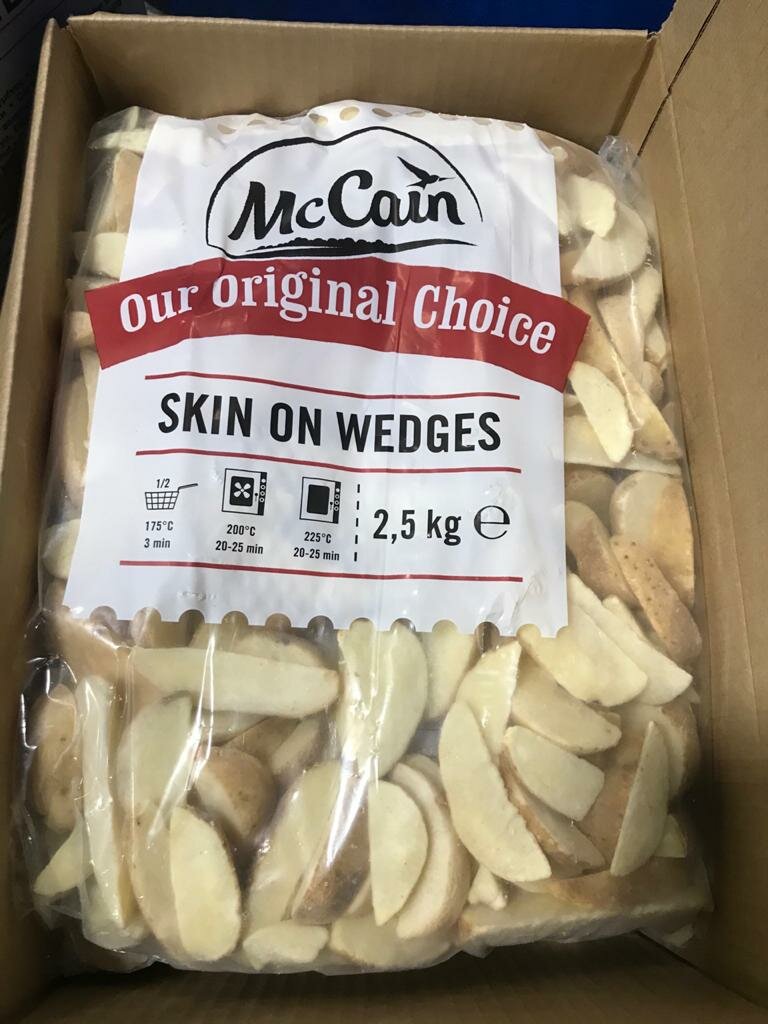 McCain
Our Original Choice
SKIN ON WEDGES
1/2
175°C
3 min
200°C
20-25 min
225°C
20-25 min
2,5 kg ℮